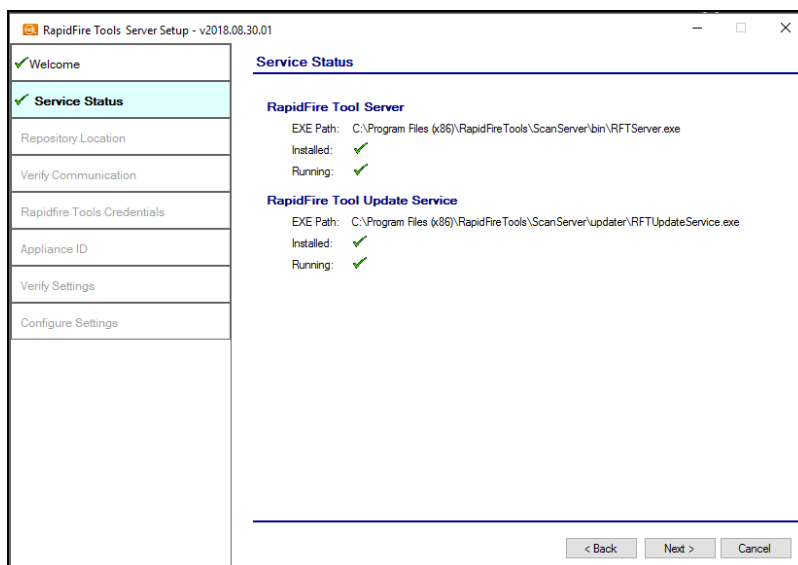 RapidFire Tools Server Setup - v2018.08.30.01
Welcome
Service Status
Repository Location
Verify Communication
Rapidfire Tools Credentials
Appliance ID
Verify Settings
Configure Settings
Service Status
RapidFire Tool Server
EXE Path: C:\Program Files (x86)\RapidFireTools\ScanServer\bin\RFTServer.exe
Installed:
Running:
RapidFire Tool Update Service
EXE Path: C:\Program Files (x86)\RapidFireTools\ScanServer\updater\RFTUpdateService.exe
Installed:
Running:
< Back Next > Cancel